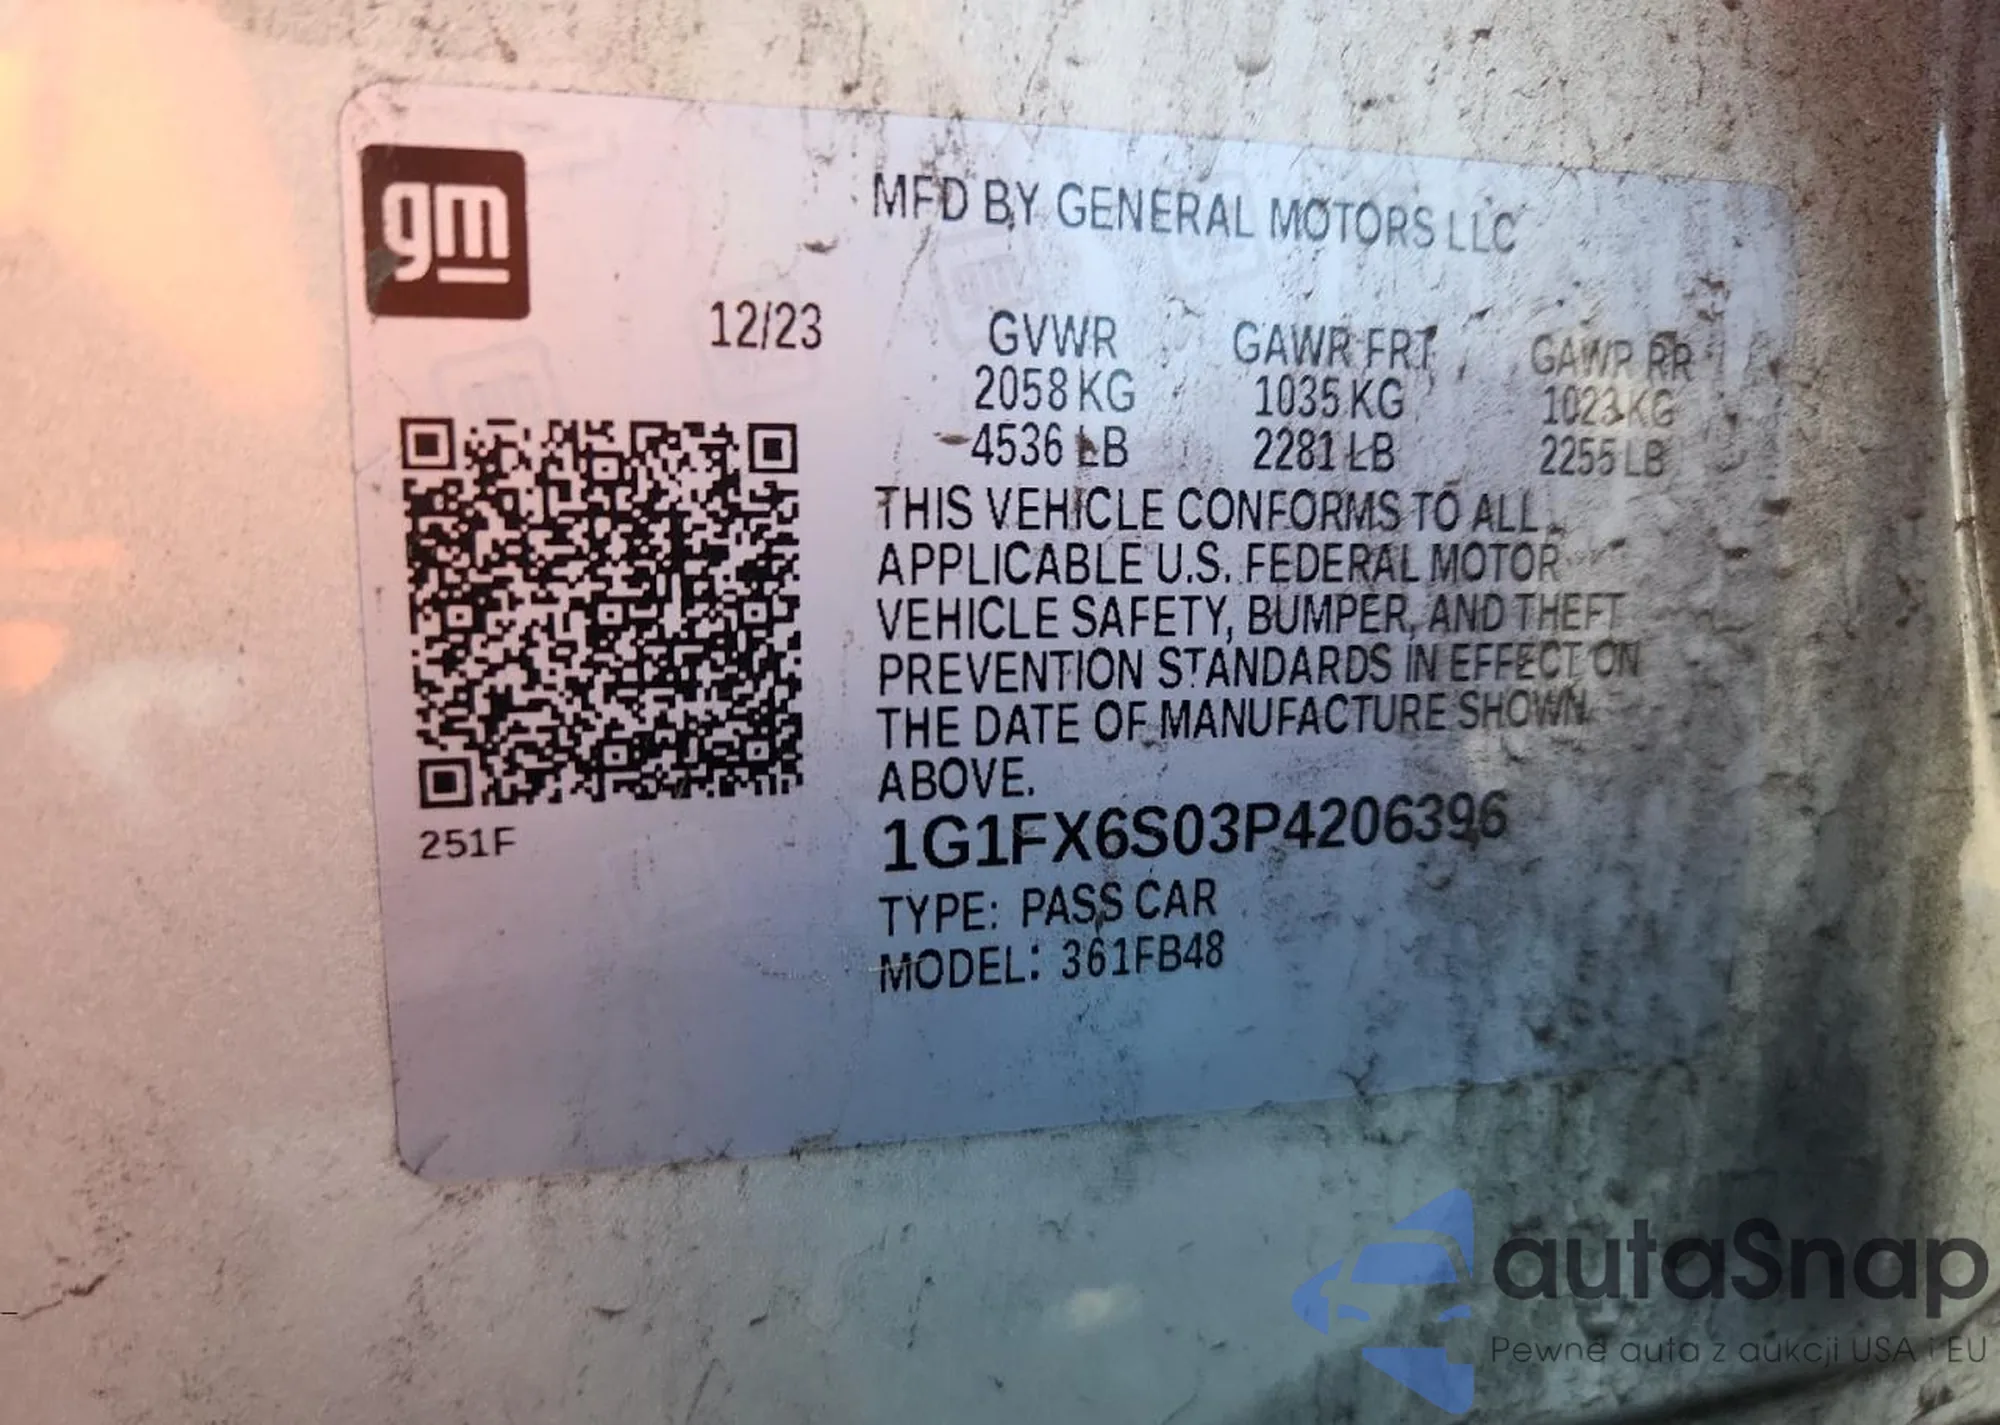 gm
MFD BY GENERAL MOTORS LLC
12/23
GVWR GAWR FRT GAWR RR
2058 KG 1035 KG 1023 KG
4536 LB 2281 LB 2255 LB
THIS VEHICLE CONFORMS TO ALL
APPLICABLE U.S. FEDERAL MOTOR
VEHICLE SAFETY, BUMPER, AND THEFT
PREVENTION STANDARDS IN EFFECT ON
THE DATE OF MANUFACTURE SHOWN
ABOVE.
1G1FX6S03P4206396
251F
TYPE: PASS CAR
MODEL: 361FB48
autaSnap
Pewne auta z aukcji USA i EU